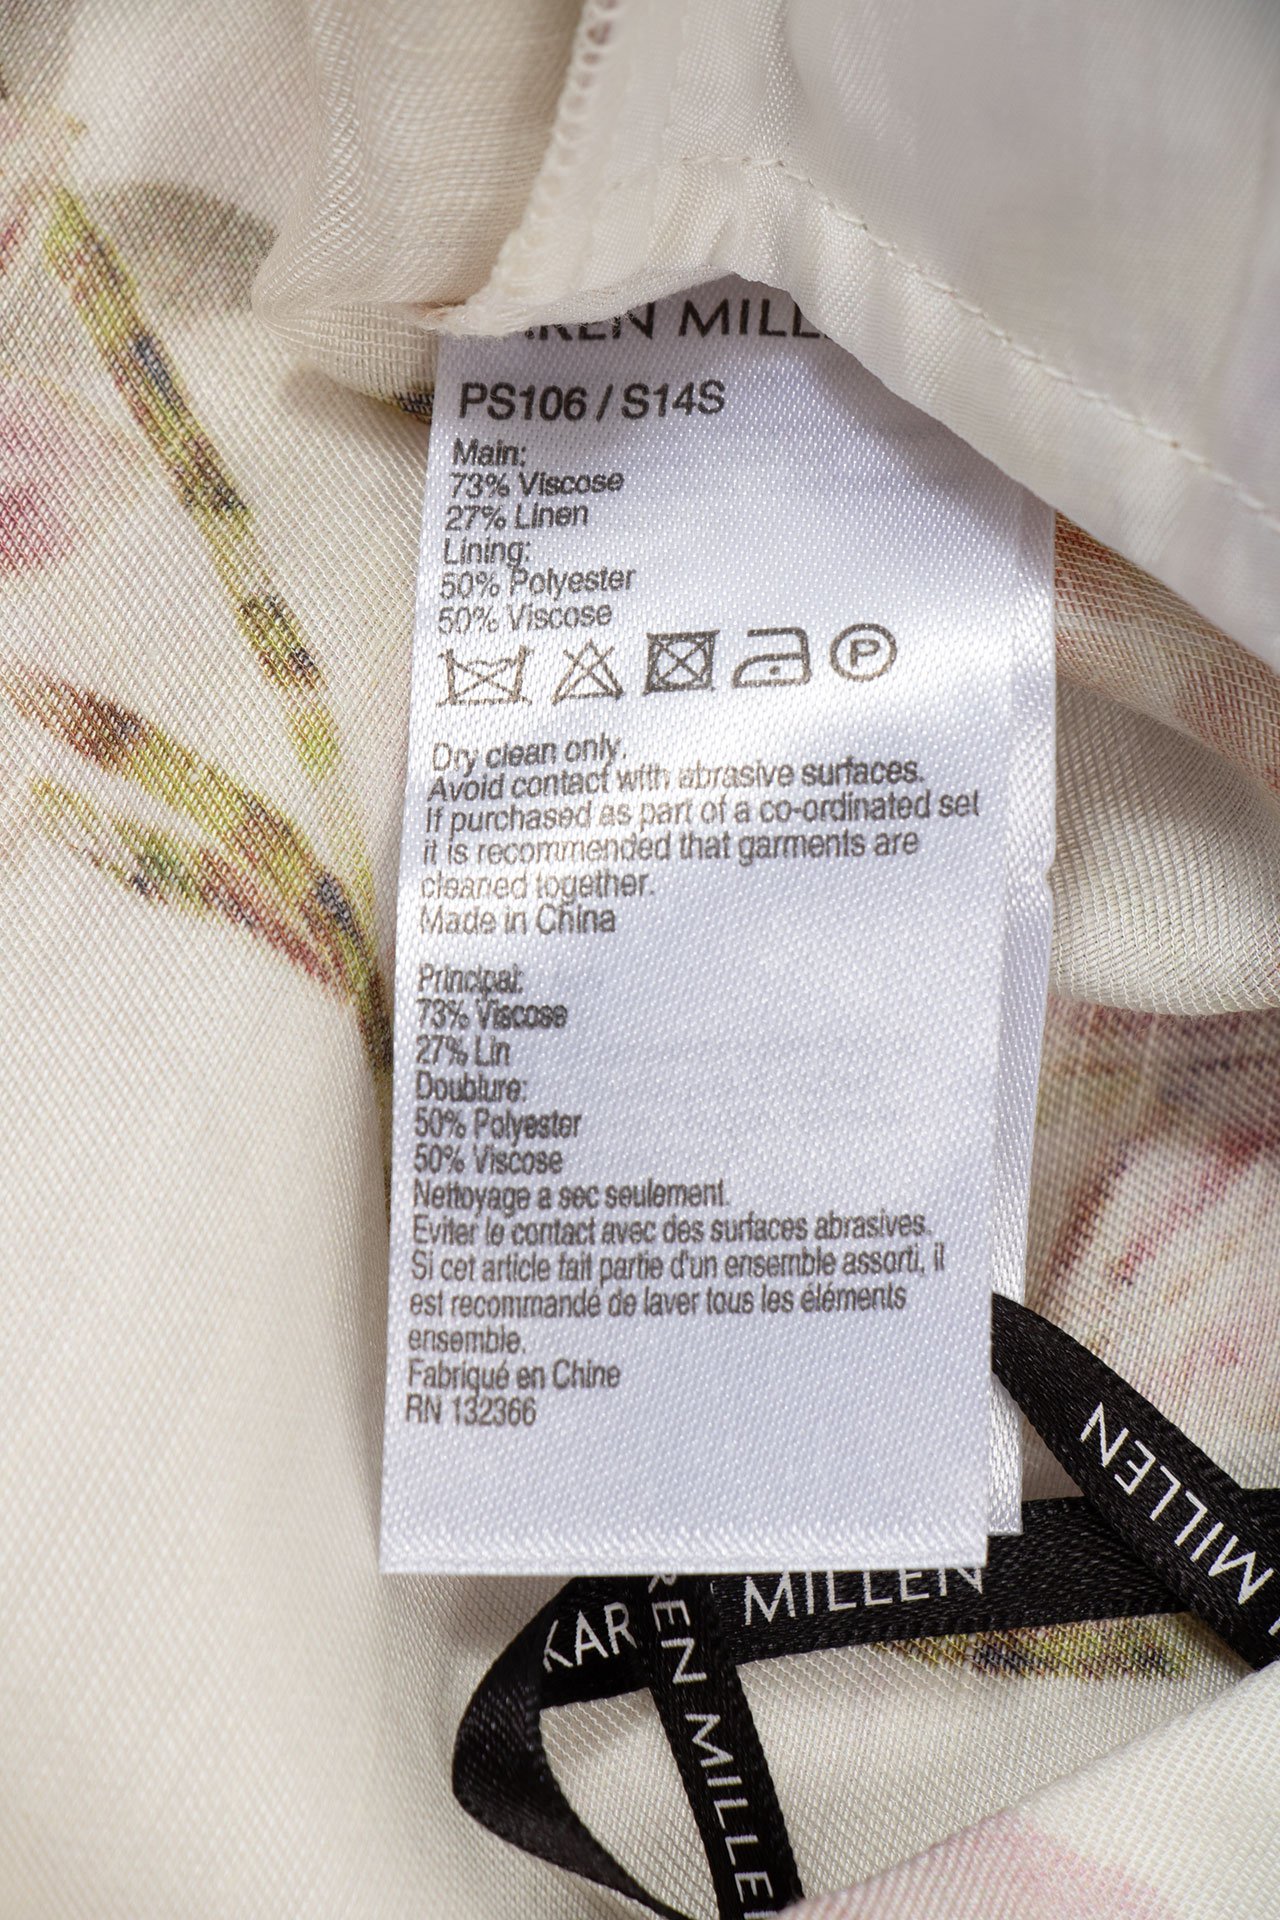 KAREN MILL
PS106 / S14S
Main:
73% Viscose
27% Linen
Lining:
50% Polyester
50% Viscose
P
Dry clean only.
Avoid contact with abrasive surfaces.
If purchased as part of a co-ordinated set
it is recommended that garments are
cleaned together.
Made in China
Principal:
73% Viscose
27% Lin
Doublure:
50% Polyester
50% Viscose
Nettoyage a sec seulement.
Eviter le contact avec des surfaces abrasives.
Si cet article fait partie d'un ensemble assorti, il
est recommandé de laver tous les éléments
ensemble.
Fabriqué en Chine
RN 132366
N MILLEN
KAR MILLEN
REN MILLEN